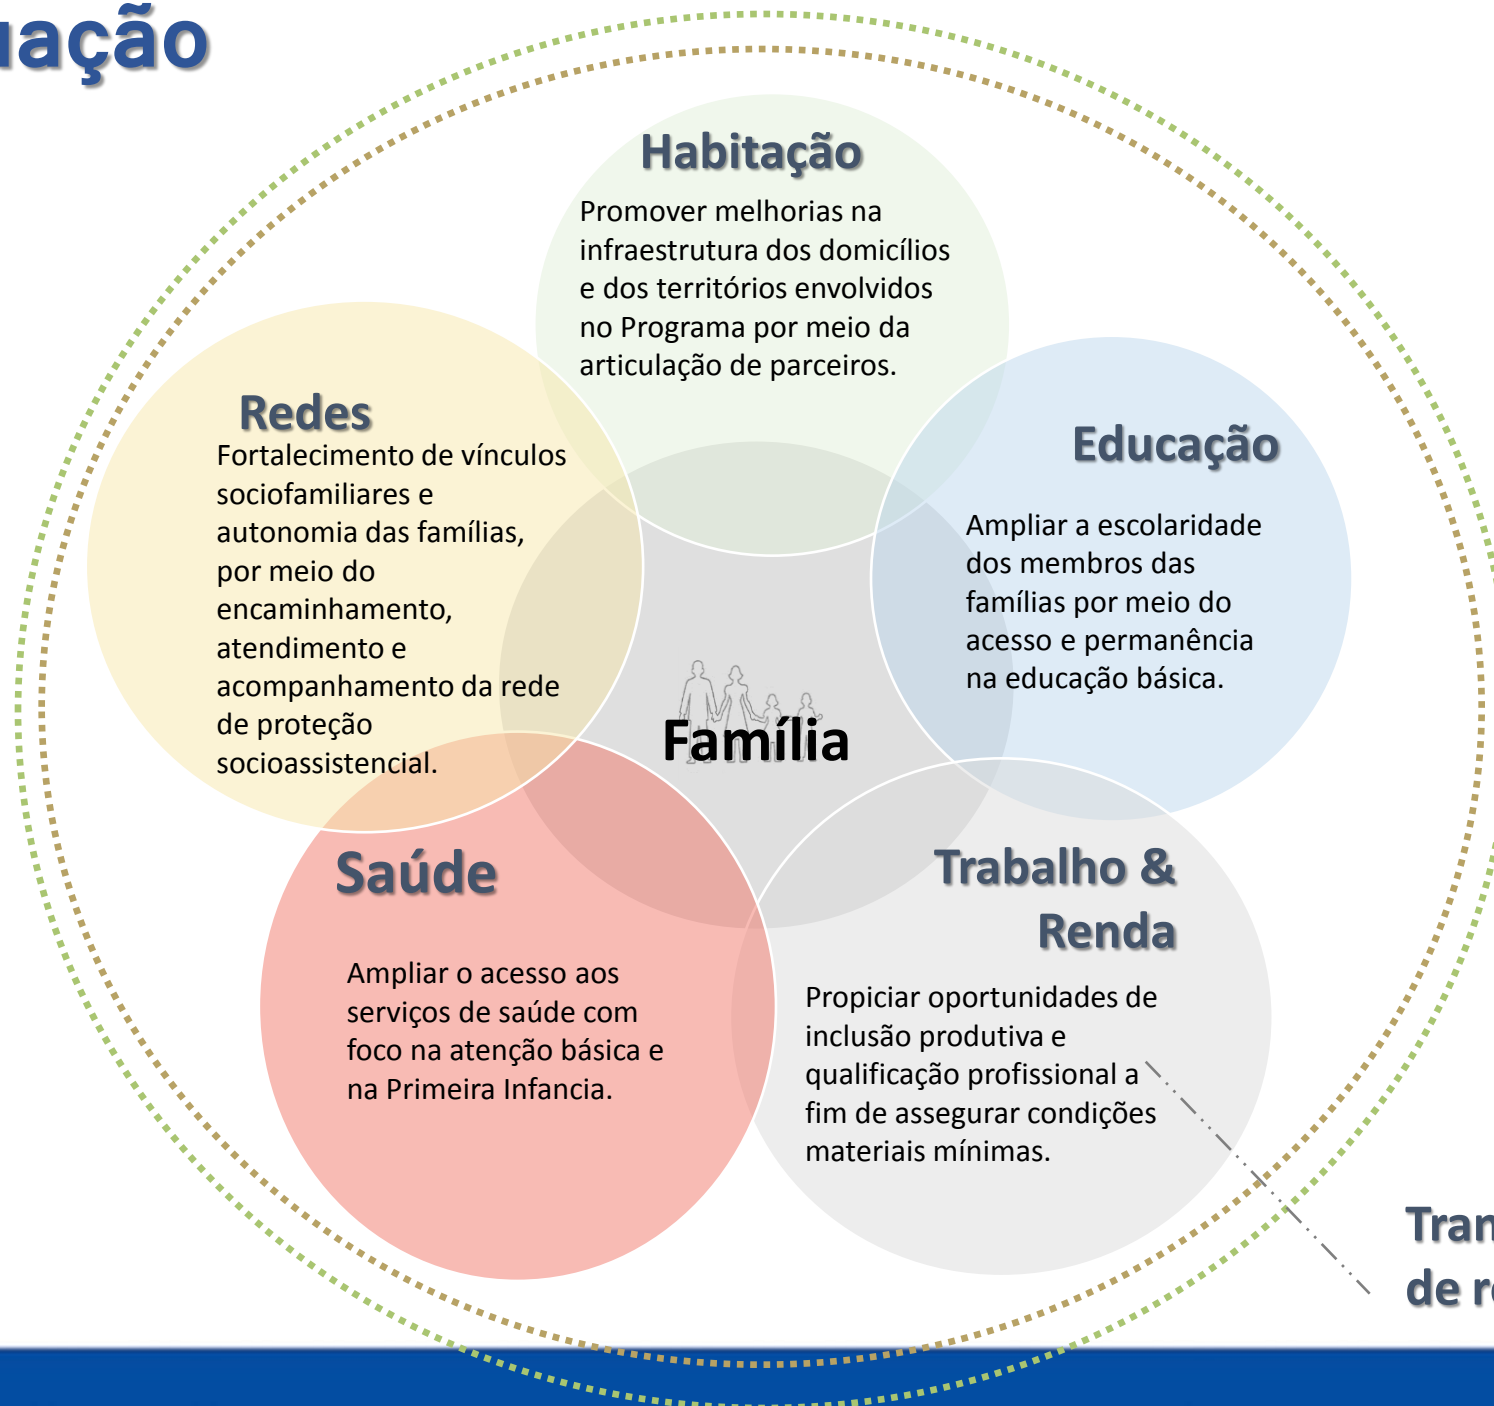 uação
Habitação
Promover melhorias na
infraestrutura dos domicílios
e dos territórios envolvidos
no Programa por meio da
articulação de parceiros.
Redes
Fortalecimento de vínculos
sociofamiliares e
autonomia das famílias,
por meio do
encaminhamento,
atendimento e
acompanhamento da rede
de proteção
socioassistencial.
Educação
Ampliar a escolaridade
dos membros das
famílias por meio do
acesso e permanência
na educação básica.
Família
Saúde
Ampliar o acesso aos
serviços de saúde com
foco na atenção básica e
na Primeira Infancia.
Trabalho &
Renda
Propiciar oportunidades de
inclusão produtiva e
qualificação profissional a
fim de assegurar condições
materiais mínimas.
Tran
de r